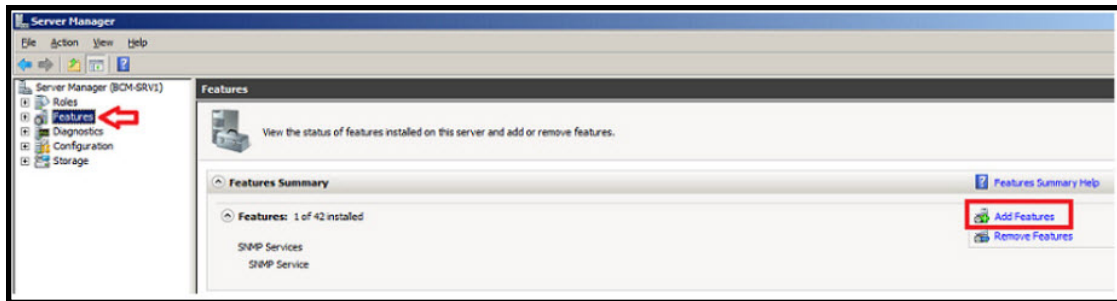 Server Manager
File Action View Help
Server Manager (BCM-SRV1)
Roles
Features
Diagnostics
Configuration
Storage
Features
View the status of features installed on this server and add or remove features.
Features Summary
Features Summary Help
Features: 1 of 42 installed
Add Features
Remove Features
SNMP Services
SNMP Service